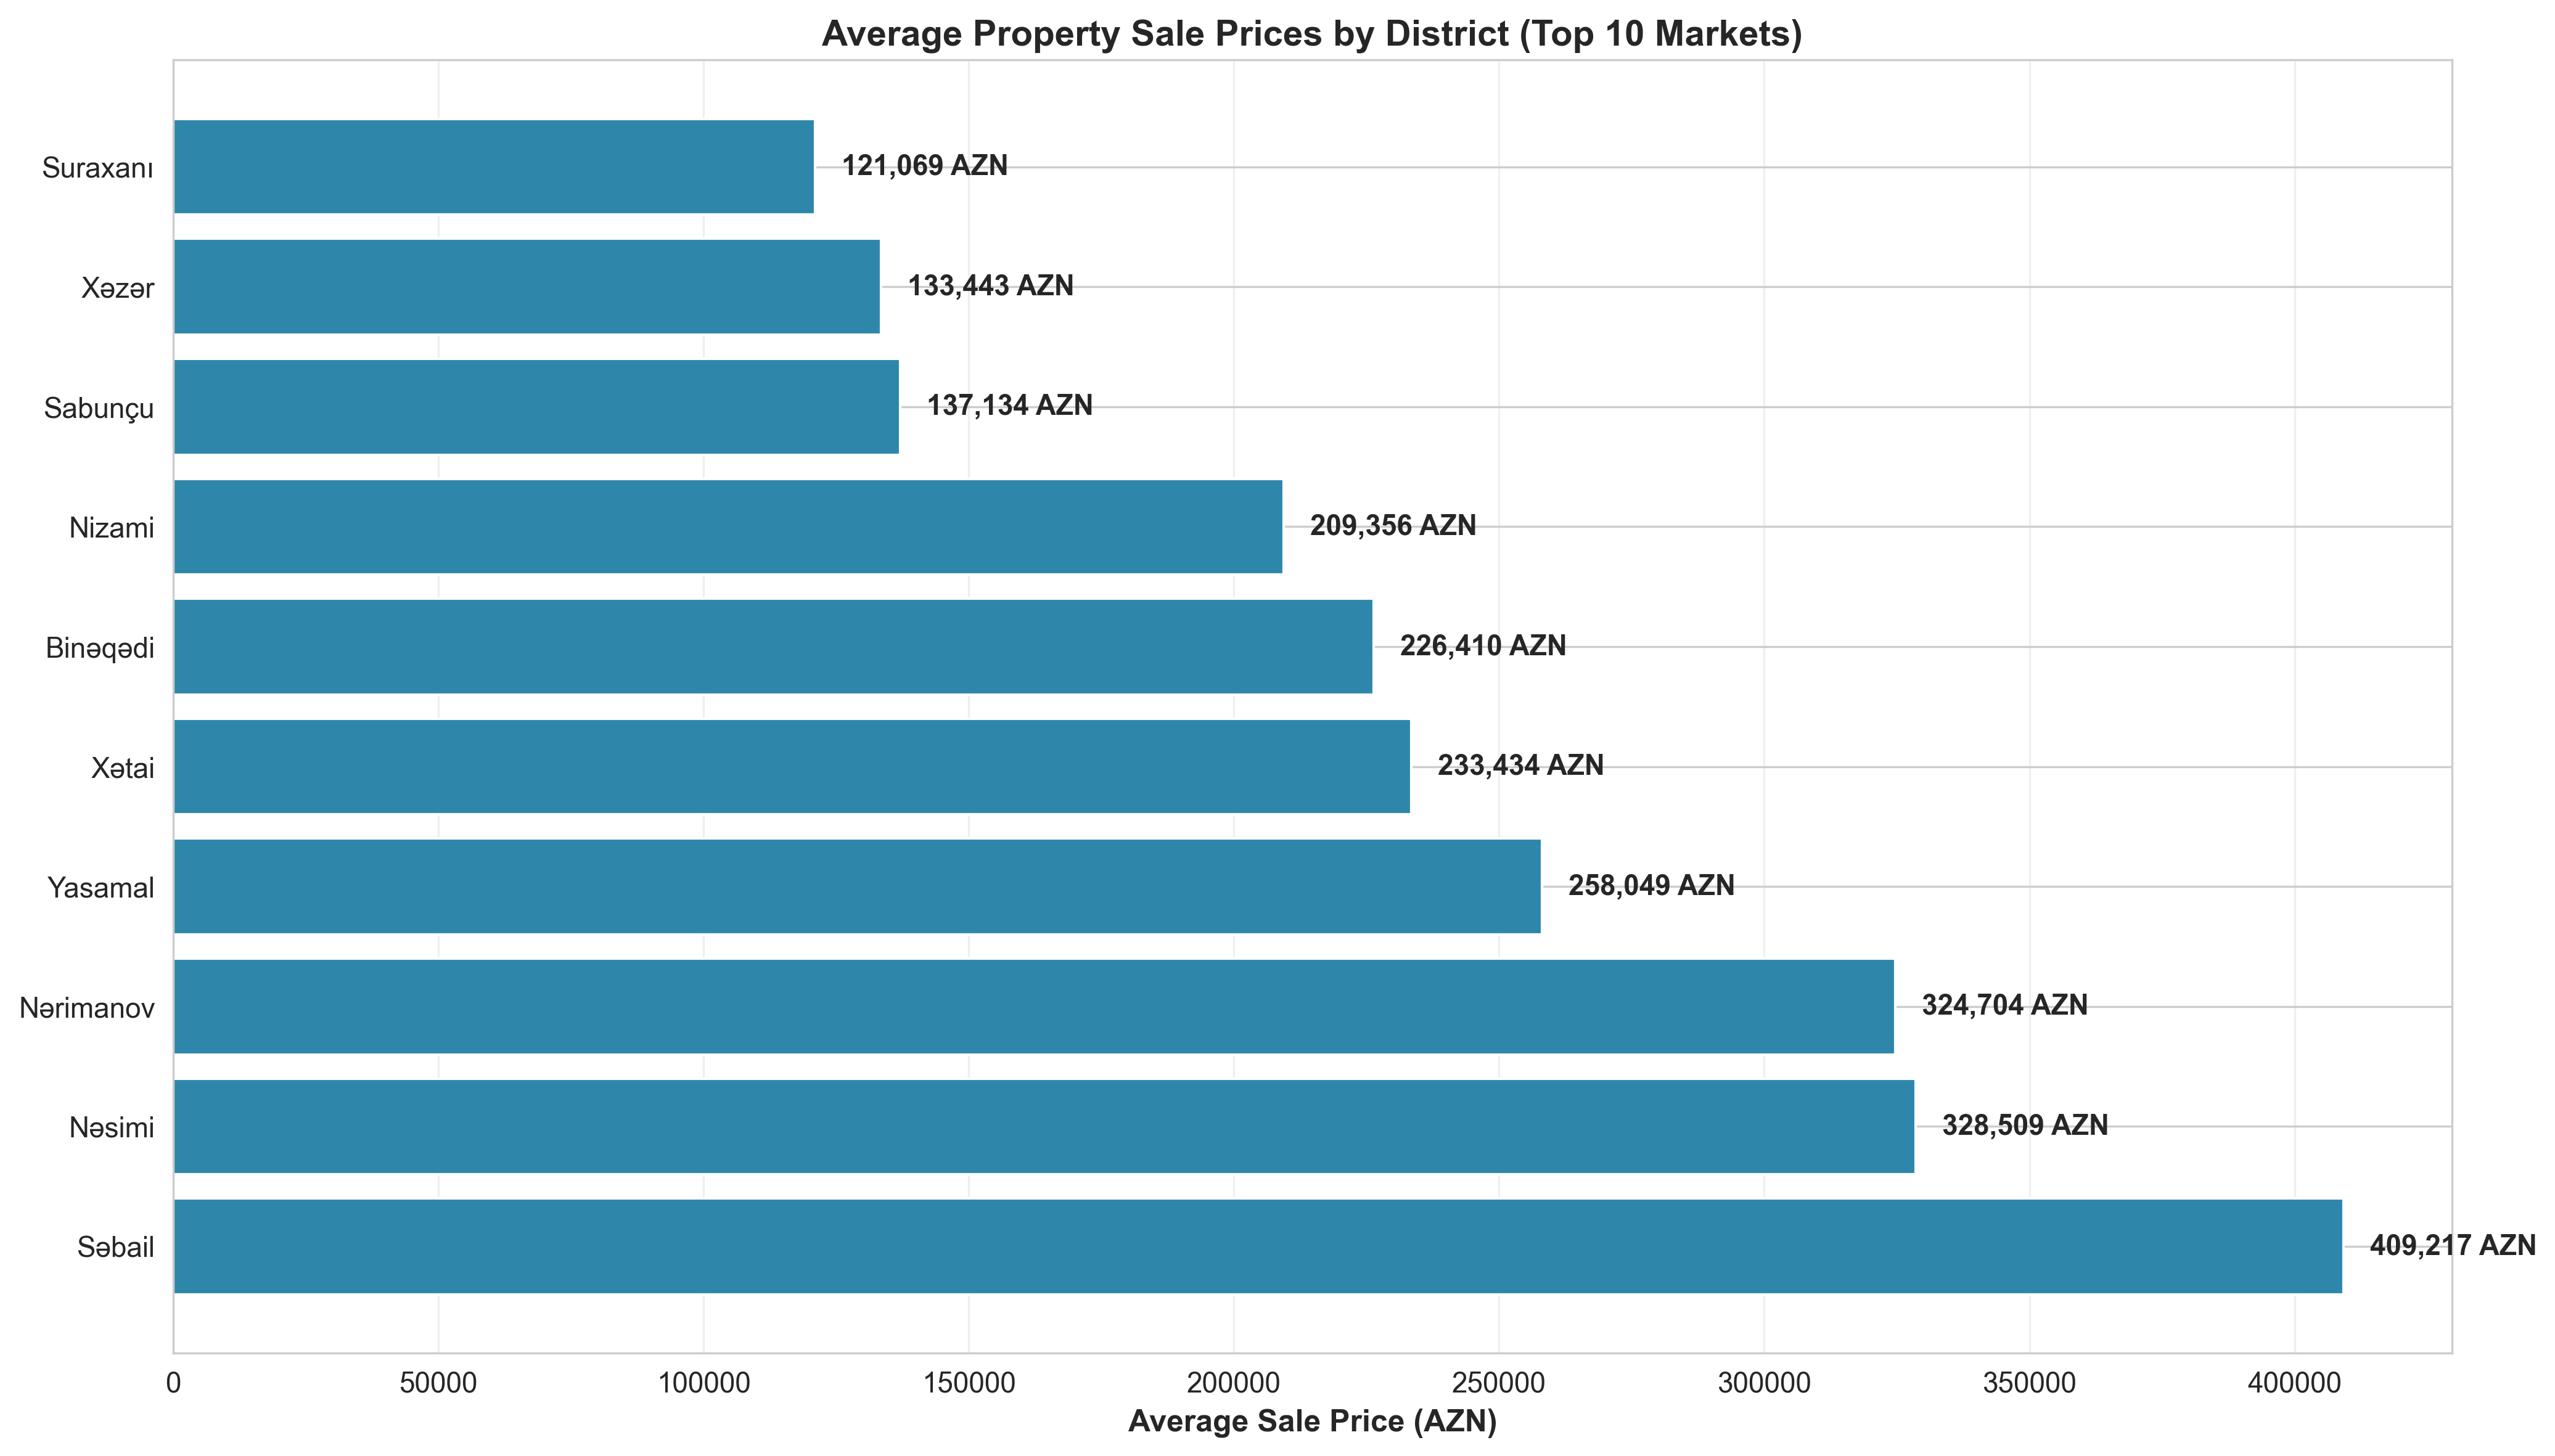 Average Property Sale Prices by District (Top 10 Markets)
Suraxanı 121,069 AZN
Xəzər 133,443 AZN
Sabunçu 137,134 AZN
Nizami 209,356 AZN
Binəqədi 226,410 AZN
Xətai 233,434 AZN
Yasamal 258,049 AZN
Nərimanov 324,704 AZN
Nəsimi 328,509 AZN
Səbail 409,217 AZN
0 50000 100000 150000 200000 250000 300000 350000 400000
Average Sale Price (AZN)